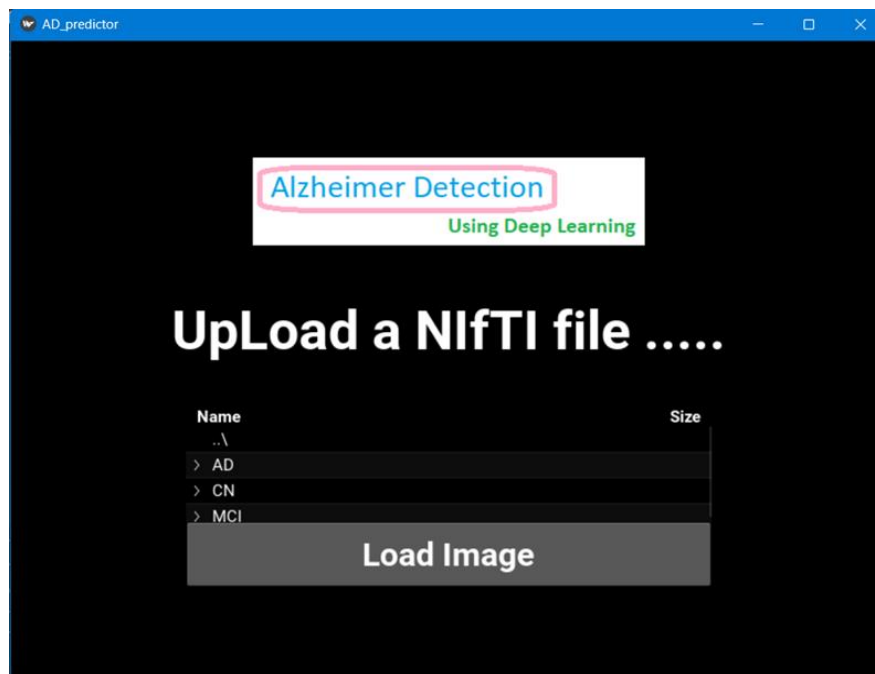 AD_predictor
Alzheimer Detection
Using Deep Learning
UpLoad a NIfTI file .....
Name Size
..\
> AD
> CN
> MCI
Load Image